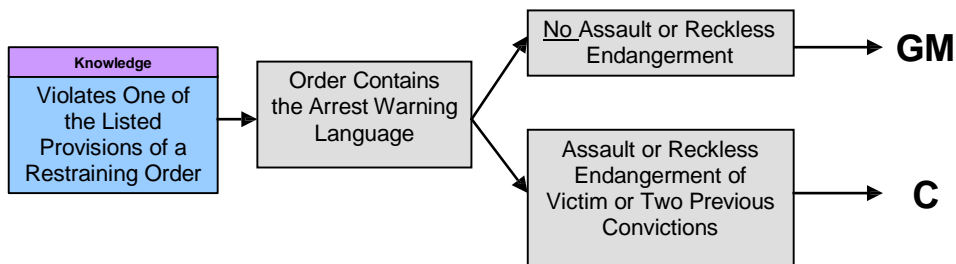 Knowledge
Violates One of
the Listed
Provisions of a
Restraining Order
Order Contains
the Arrest Warning
Language
No Assault or Reckless
Endangerment
GM
Assault or Reckless
Endangerment of
Victim or Two Previous
Convictions
C